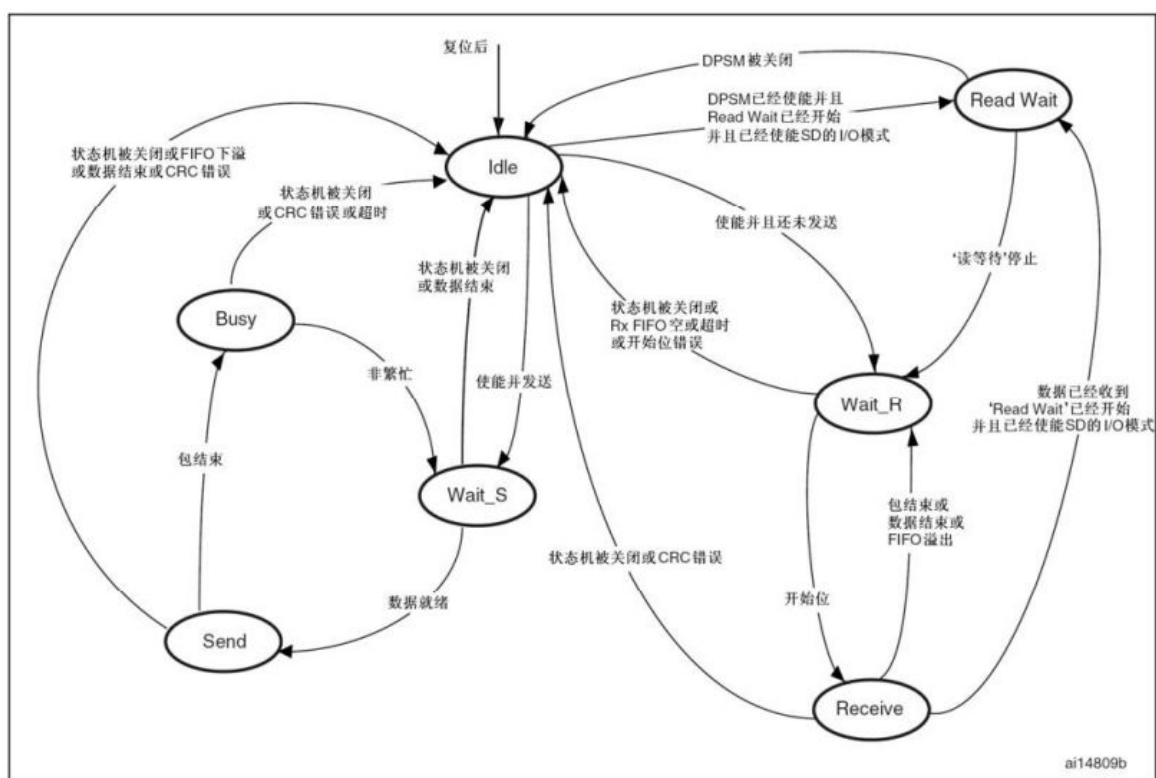 复位后
DPSM被关闭
Read Wait
DPSM已经使能并且
Read Wait已经开始
并且已经使能SD的I/O模式
状态机被关闭或FIFO下溢
或数据结束或CRC错误
Idle
状态机被关闭
或CRC错误或超时
使能并且还未发送
状态机被关闭
或数据结束
'读等待'停止
状态机被关闭或
Rx FIFO空或超时
或开始位错误
Busy
非繁忙
使能并发送
Wait_R
数据已经收到
'Read Wait'已经开始
并且已经使能SD的I/O模式
包结束
Wait_S
包结束或
数据结束或
FIFO溢出
状态机被关闭或CRC错误
开始位
数据就绪
Send
Receive
ai14809b